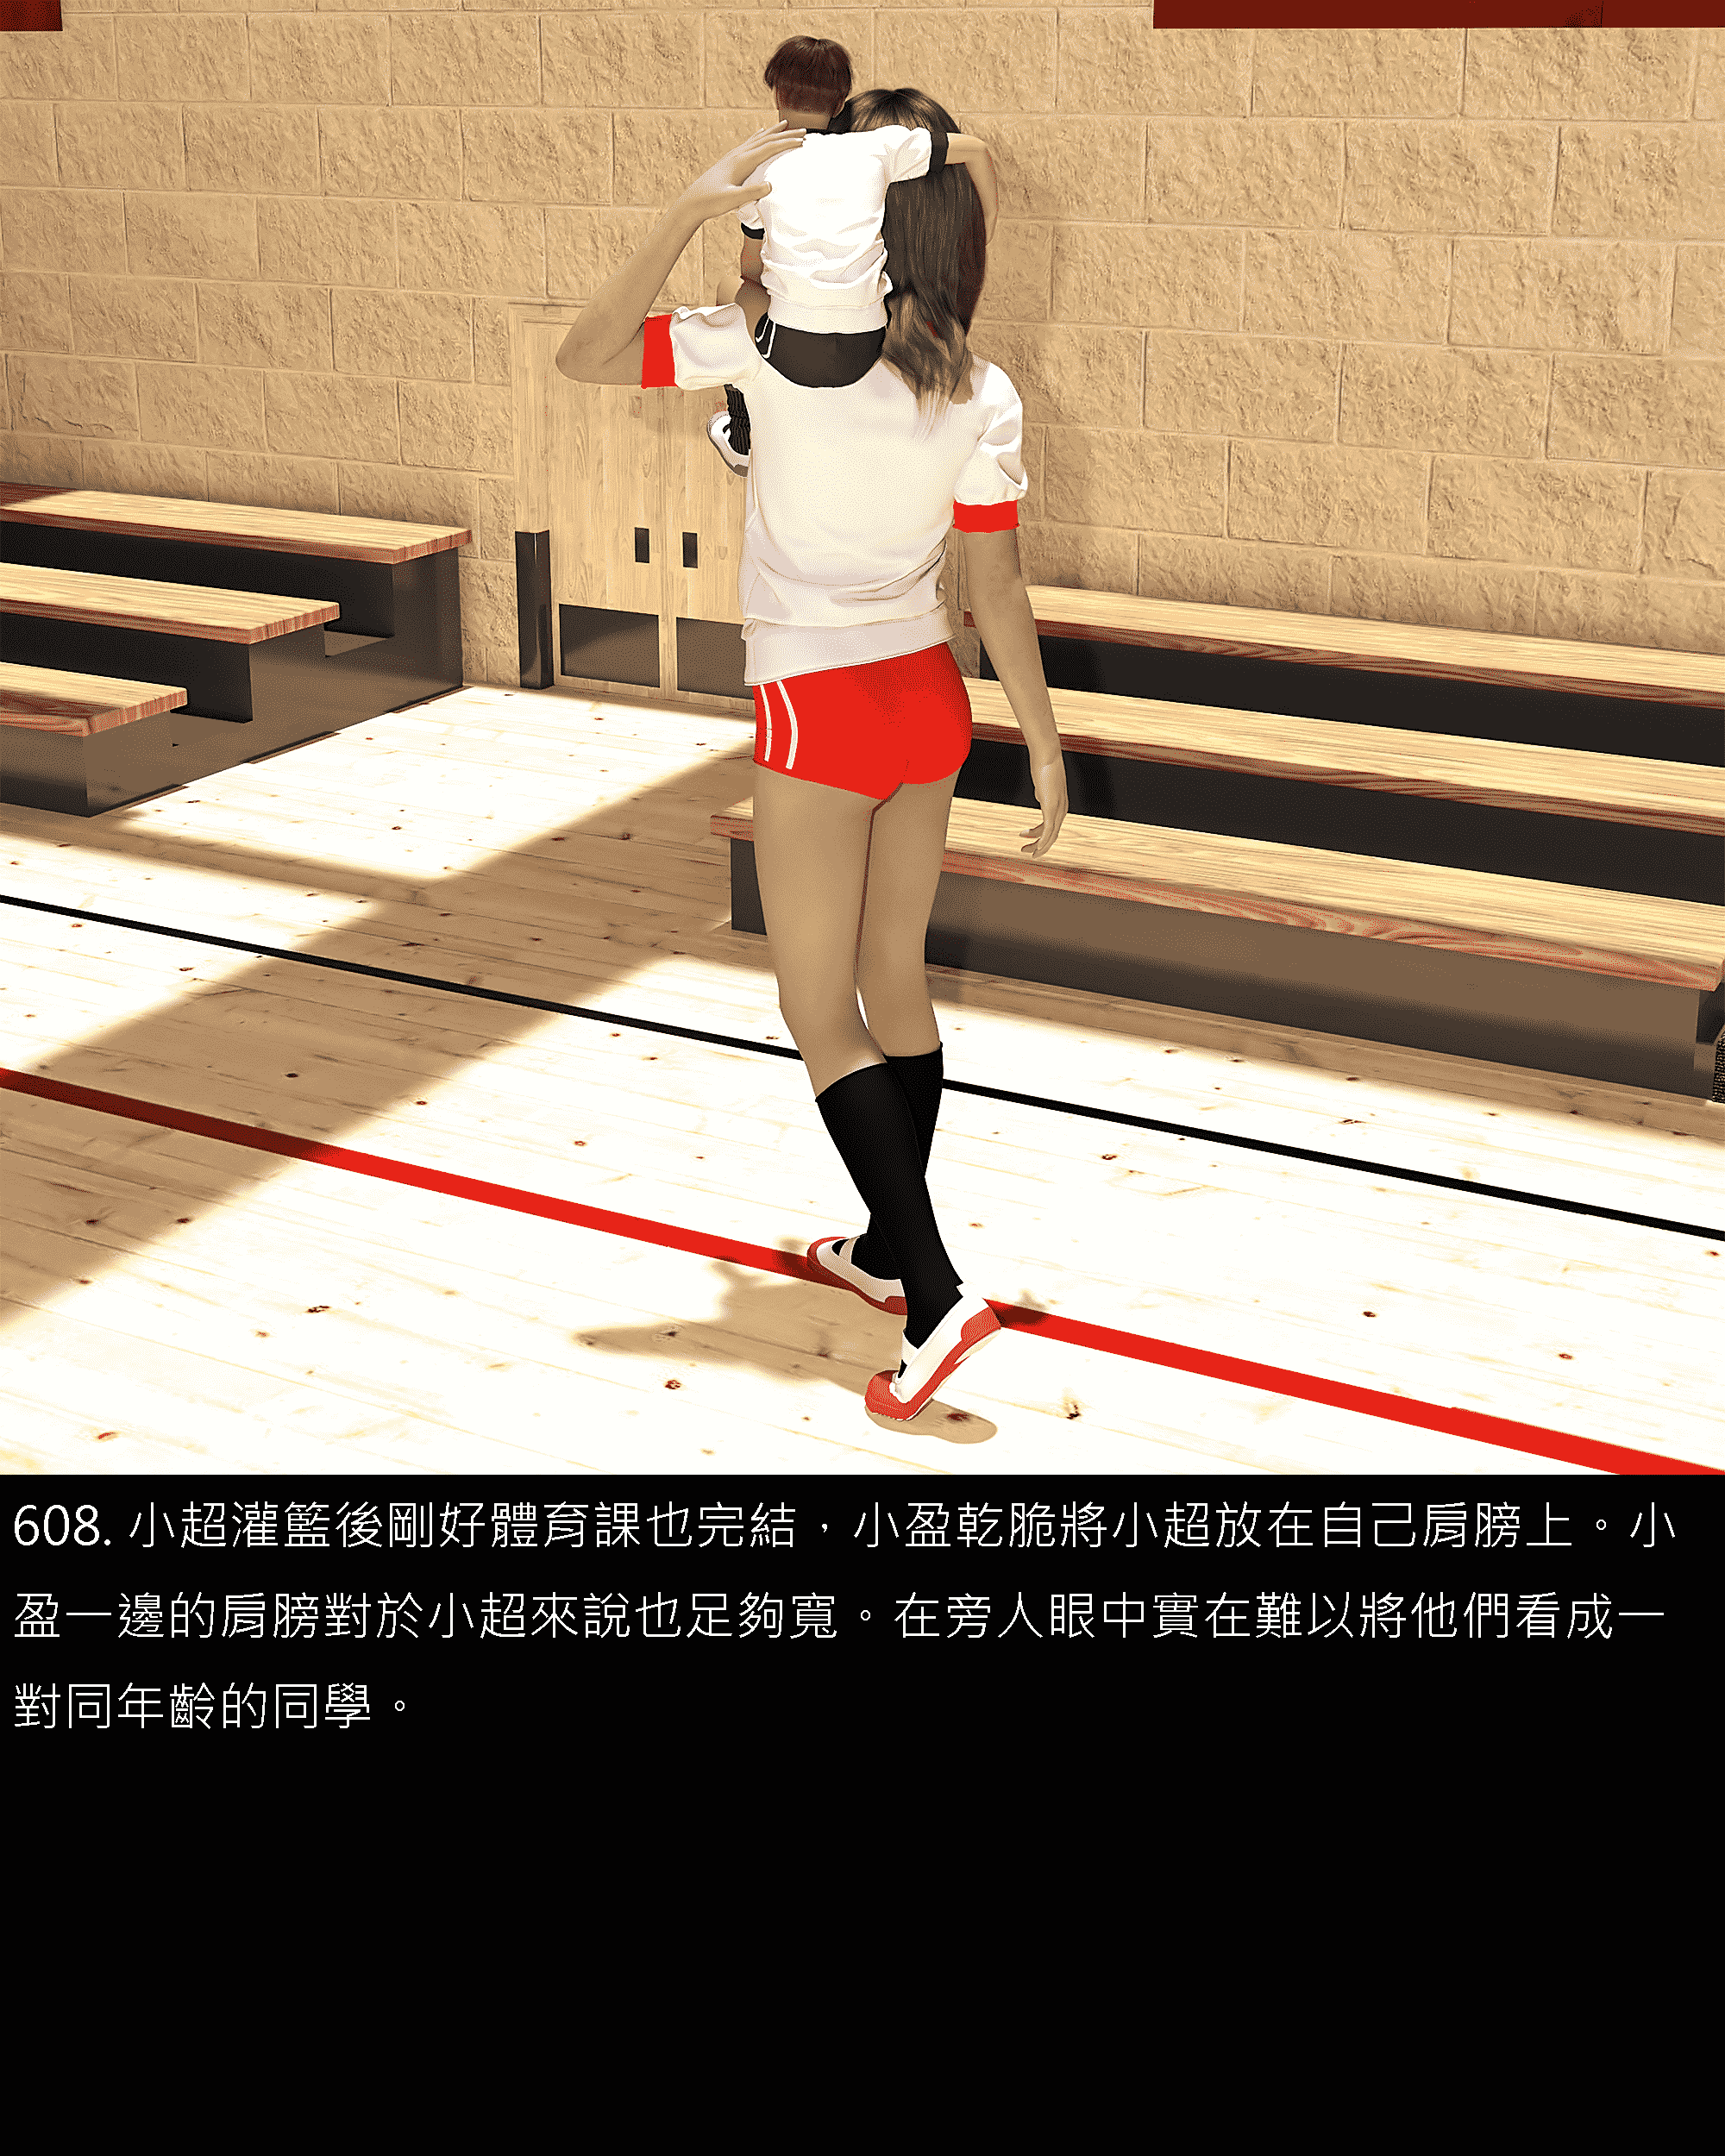 608. 小超灌籃後剛好體育課也完結，小盈乾脆將小超放在自己肩膀上。小
盈一邊的肩膀對於小超來說也足夠寬。在旁人眼中實在難以將他們看成一
對同年齡的同學。